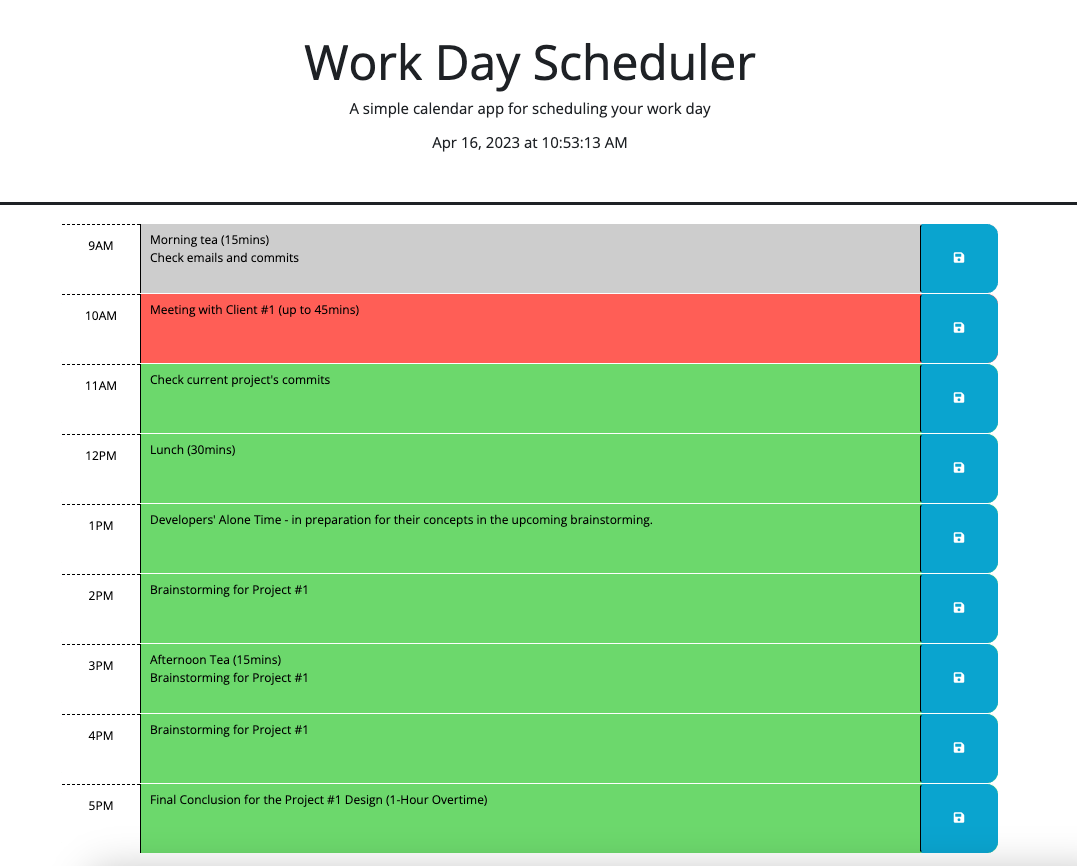 Work Day Scheduler
A simple calendar app for scheduling your work day
Apr 16, 2023 at 10:53:13 AM
9AM
Morning tea (15mins)
Check emails and commits
10AM
Meeting with Client #1 (up to 45mins)
11AM
Check current project's commits
12PM
Lunch (30mins)
1PM
Developers' Alone Time - in preparation for their concepts in the upcoming brainstorming.
2PM
Brainstorming for Project #1
3PM
Afternoon Tea (15mins)
Brainstorming for Project #1
4PM
Brainstorming for Project #1
5PM
Final Conclusion for the Project #1 Design (1-Hour Overtime)